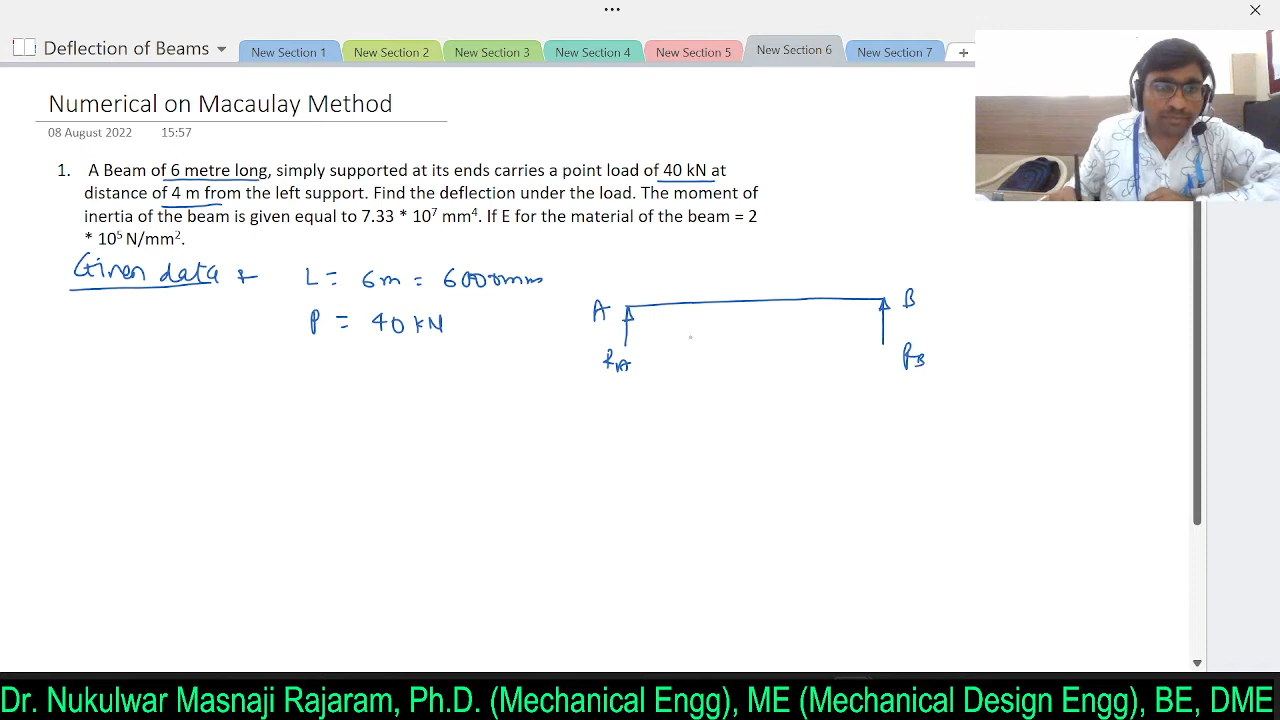 Deflection of Beams
New Section 1 New Section 2 New Section 3 New Section 4 New Section 5 New Section 6 New Section 7 +
Numerical on Macaulay Method
08 August 2022 15:57
1. A Beam of 6 metre long, simply supported at its ends carries a point load of 40 kN at
distance of 4 m from the left support. Find the deflection under the load. The moment of
inertia of the beam is given equal to 7.33 * 10⁷ mm⁴. If E for the material of the beam = 2
* 10⁵ N/mm².
Given data
L = 6m = 6000mm
P = 40 kN
A B
RA RB
Dr. Nukulwar Masnaji Rajaram, Ph.D. (Mechanical Engg), ME (Mechanical Design Engg), BE, DME